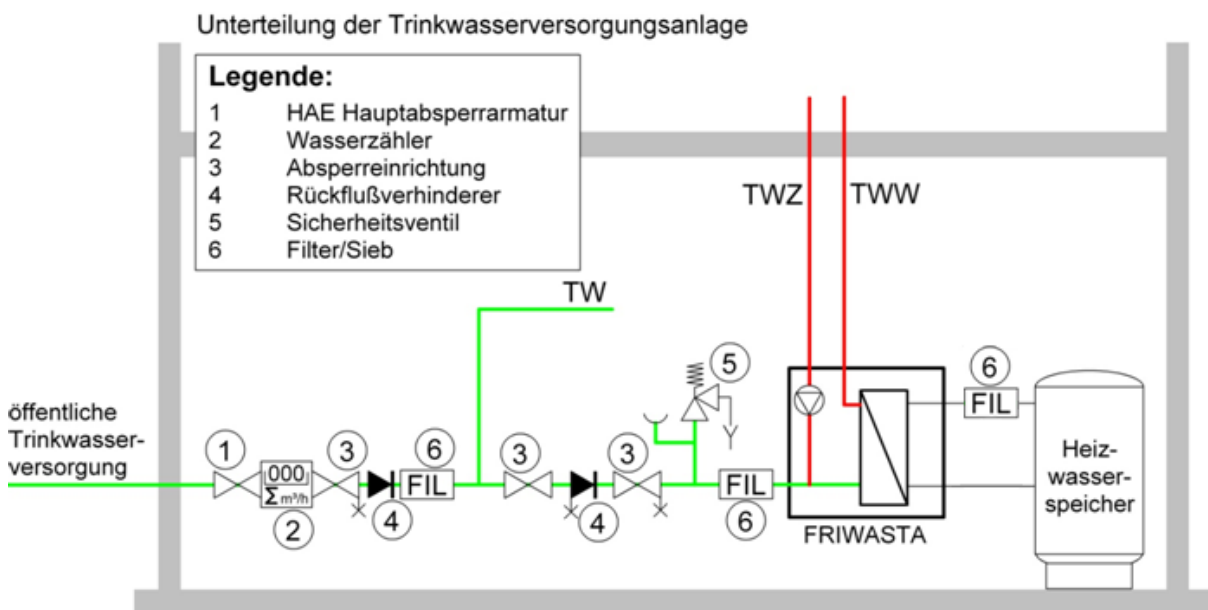 Unterteilung der Trinkwasserversorgungsanlage
Legende:
1 HAE Hauptabsperrarmatur
2 Wasserzähler
3 Absperreinrichtung
4 Rückflußverhinderer
5 Sicherheitsventil
6 Filter/Sieb
TWZ TWW
TW
öffentliche
Trinkwasser-
versorgung
1
000
Σ m³/h
2
3
4
6
FIL
3
4
3
5
FIL
6
FRIWASTA
6
FIL
Heiz-
wasser-
speicher